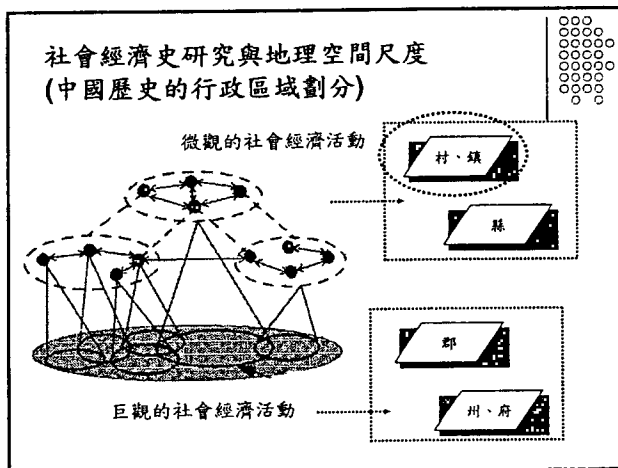 社會經濟史研究與地理空間尺度
(中國歷史的行政區域劃分)
微觀的社會經濟活動
村、鎮
縣
郡
州、府
巨觀的社會經濟活動